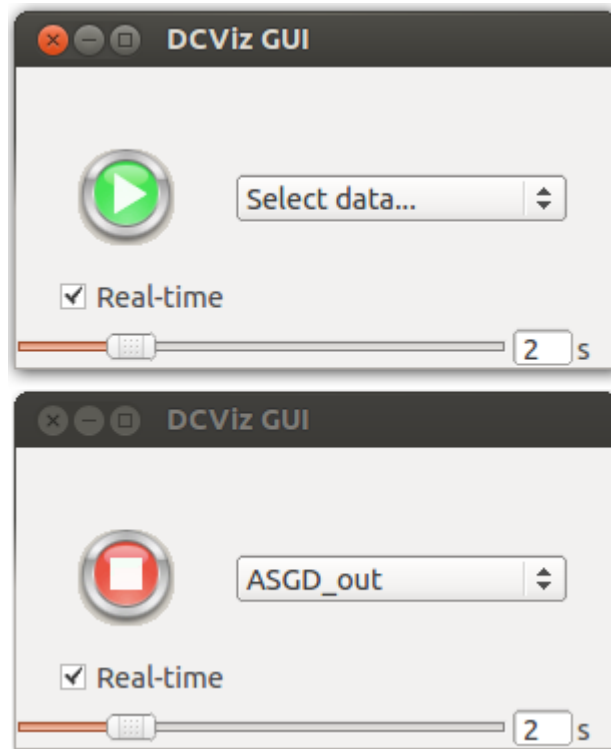 DCViz GUI
Select data...
Real-time
2 s
DCViz GUI
ASGD_out
Real-time
2 s